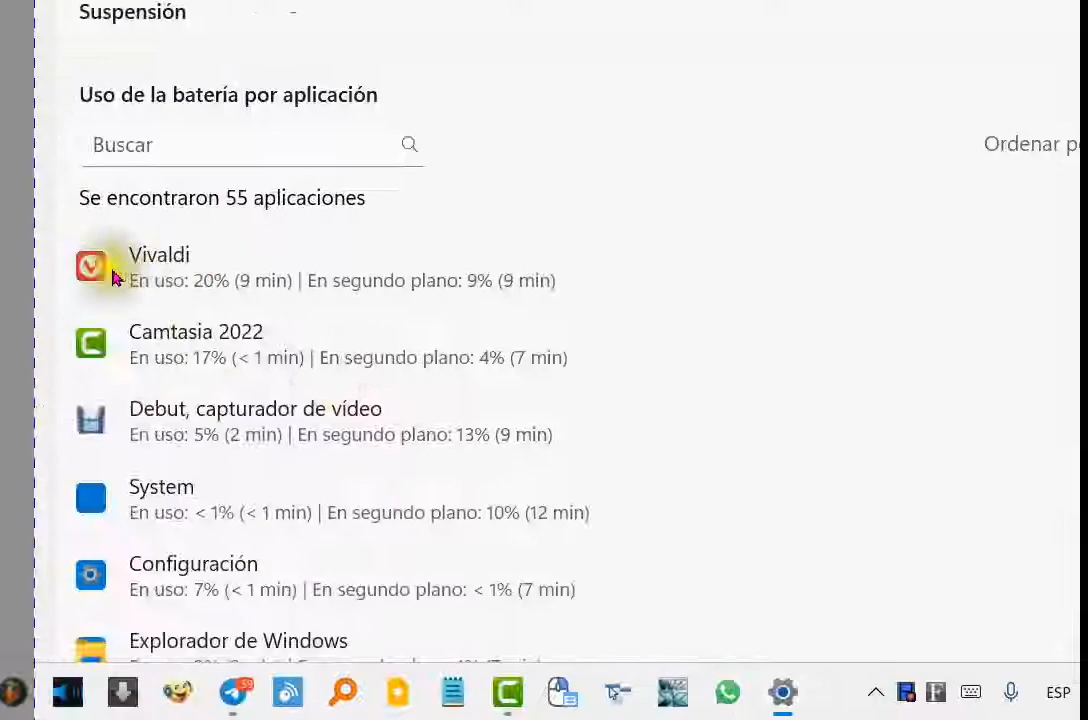 Suspensión
Uso de la batería por aplicación
Buscar
Ordenar
Se encontraron 55 aplicaciones
Vivaldi
En uso: 20% (9 min) | En segundo plano: 9% (9 min)
Camtasia 2022
En uso: 17% (< 1 min) | En segundo plano: 4% (7 min)
Debut, capturador de vídeo
En uso: 5% (2 min) | En segundo plano: 13% (9 min)
System
En uso: < 1% (< 1 min) | En segundo plano: 10% (12 min)
Configuración
En uso: 7% (< 1 min) | En segundo plano: < 1% (7 min)
Explorador de Windows
59
ESP